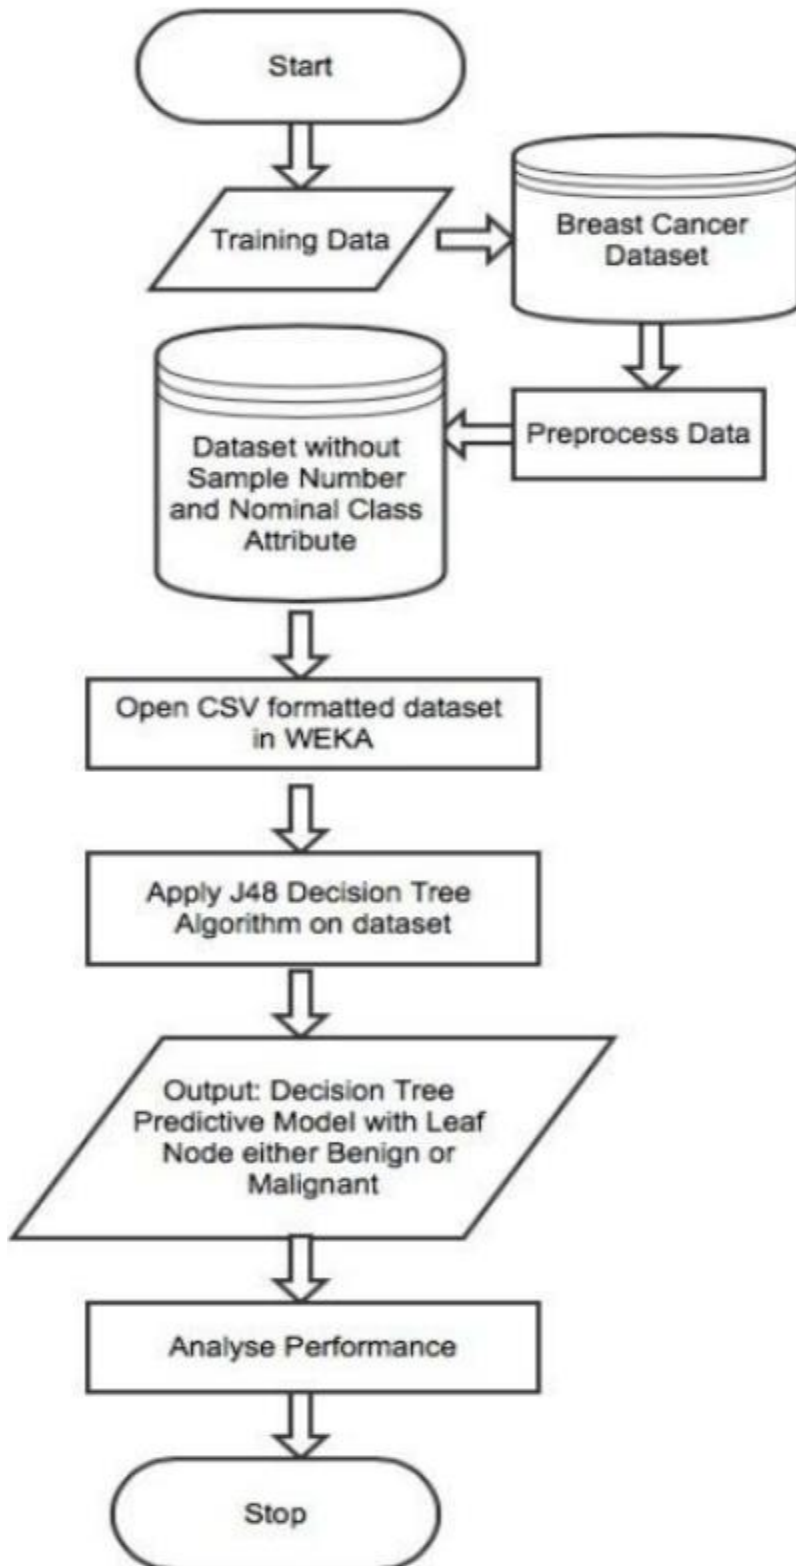 Start
Training Data
Breast Cancer
Dataset
Preprocess Data
Dataset without
Sample Number
and Nominal Class
Attribute
Open CSV formatted dataset
in WEKA
Apply J48 Decision Tree
Algorithm on dataset
Output: Decision Tree
Predictive Model with Leaf
Node either Benign or
Malignant
Analyse Performance
Stop